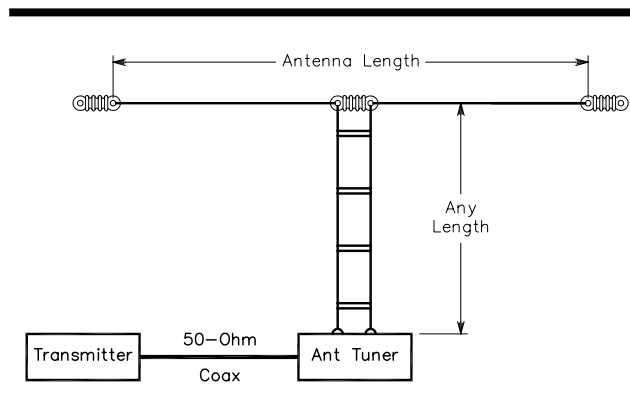 Antenna Length
Any
Length
50-Ohm
Transmitter
Ant Tuner
Coax